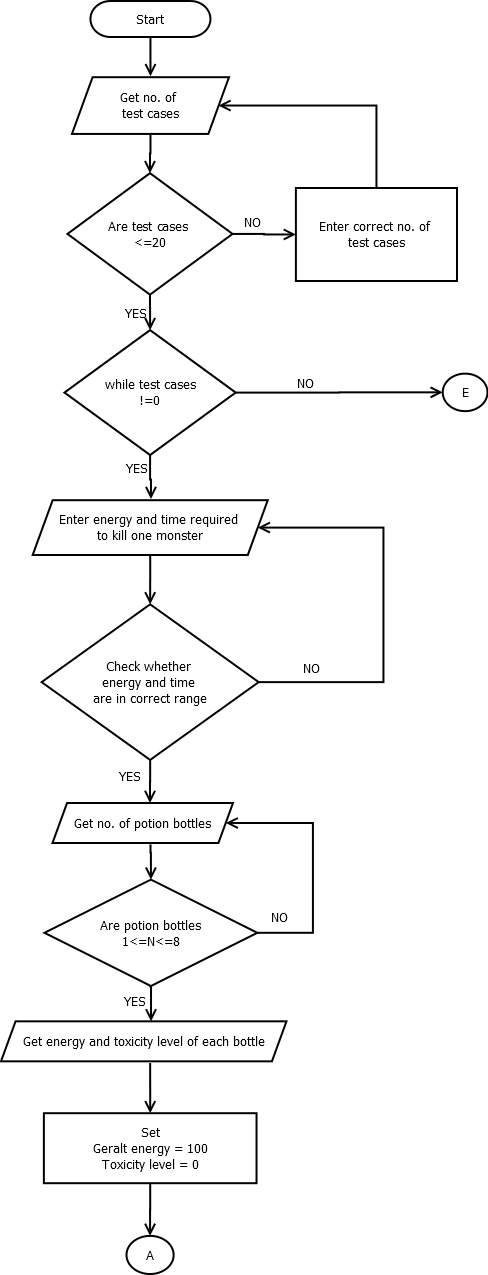 Start
Get no. of
test cases
Are test cases
<=20
NO
Enter correct no. of
test cases
YES
while test cases
!=0
NO
E
YES
Enter energy and time required
to kill one monster
Check whether
energy and time
are in correct range
NO
YES
Get no. of potion bottles
Are potion bottles
1<=N<=8
NO
YES
Get energy and toxicity level of each bottle
Set
Geralt energy = 100
Toxicity level = 0
A